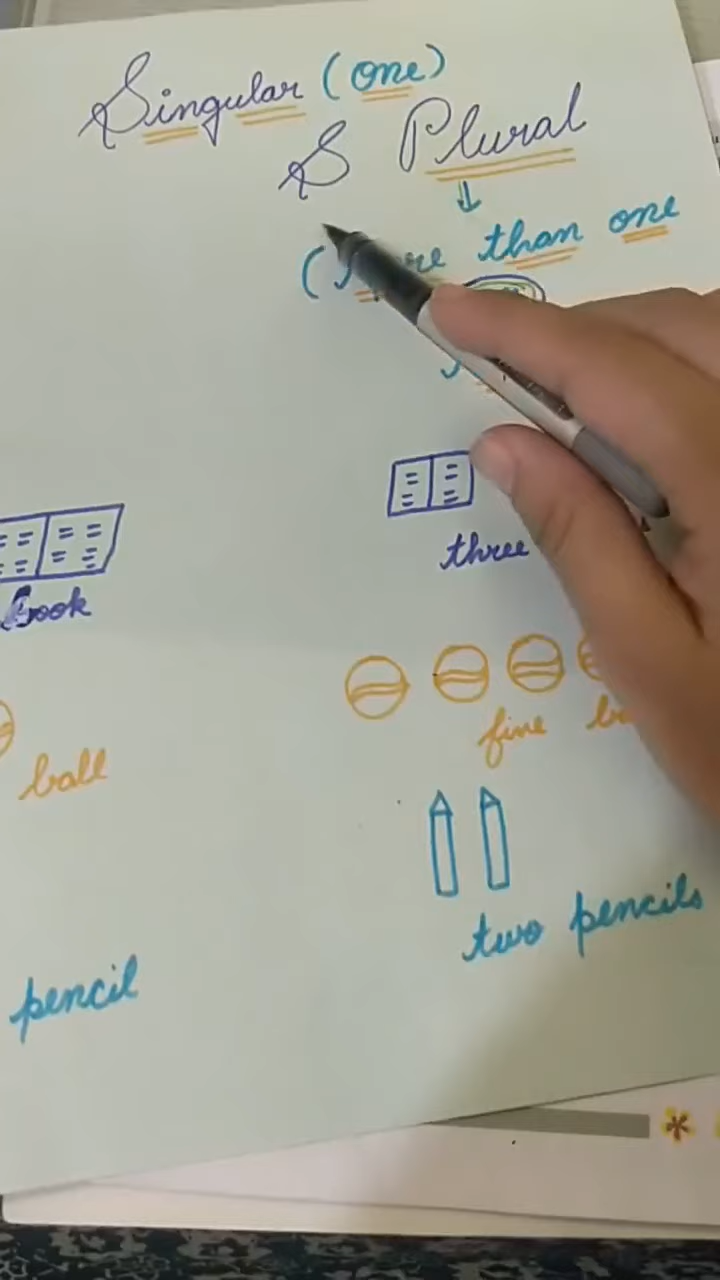 Singular (one)
S Plural
(More than one
three
book
five
ball
two pencils
pencil